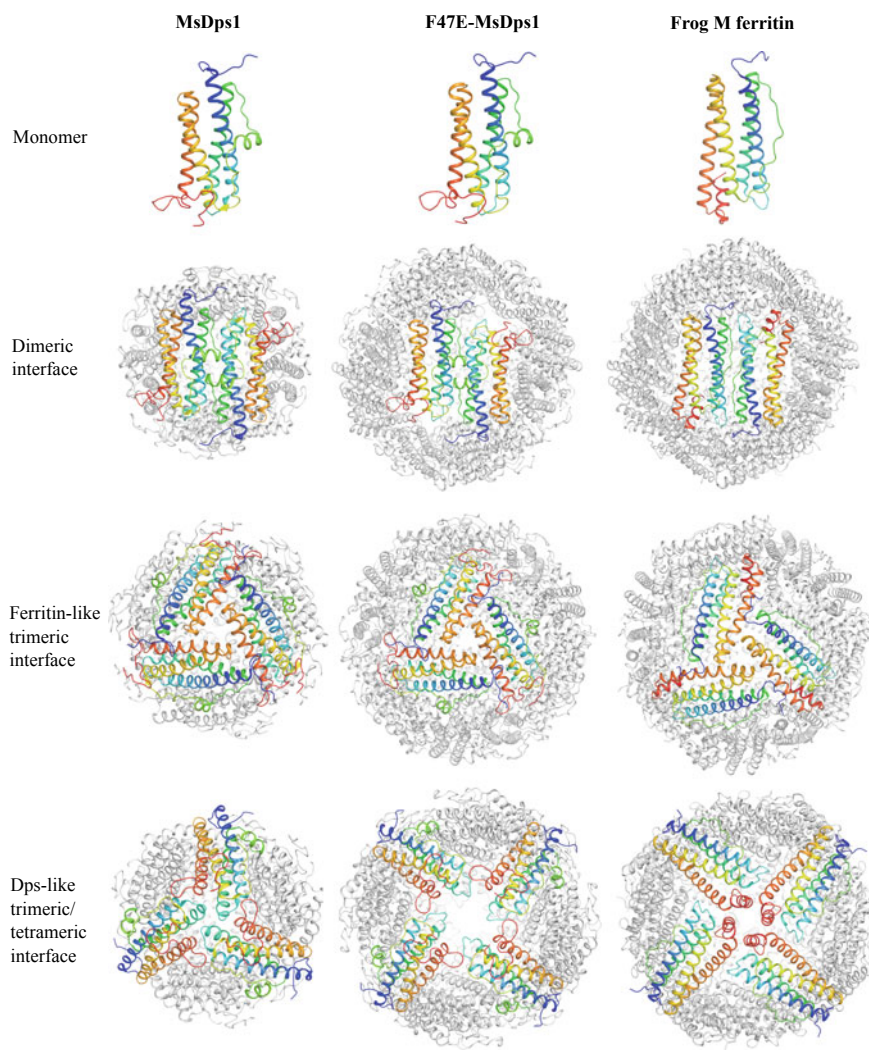 MsDps1
F47E-MsDps1
Frog M ferritin
Monomer
Dimeric
interface
Ferritin-like
trimeric
interface
Dps-like
trimeric/
tetrameric
interface